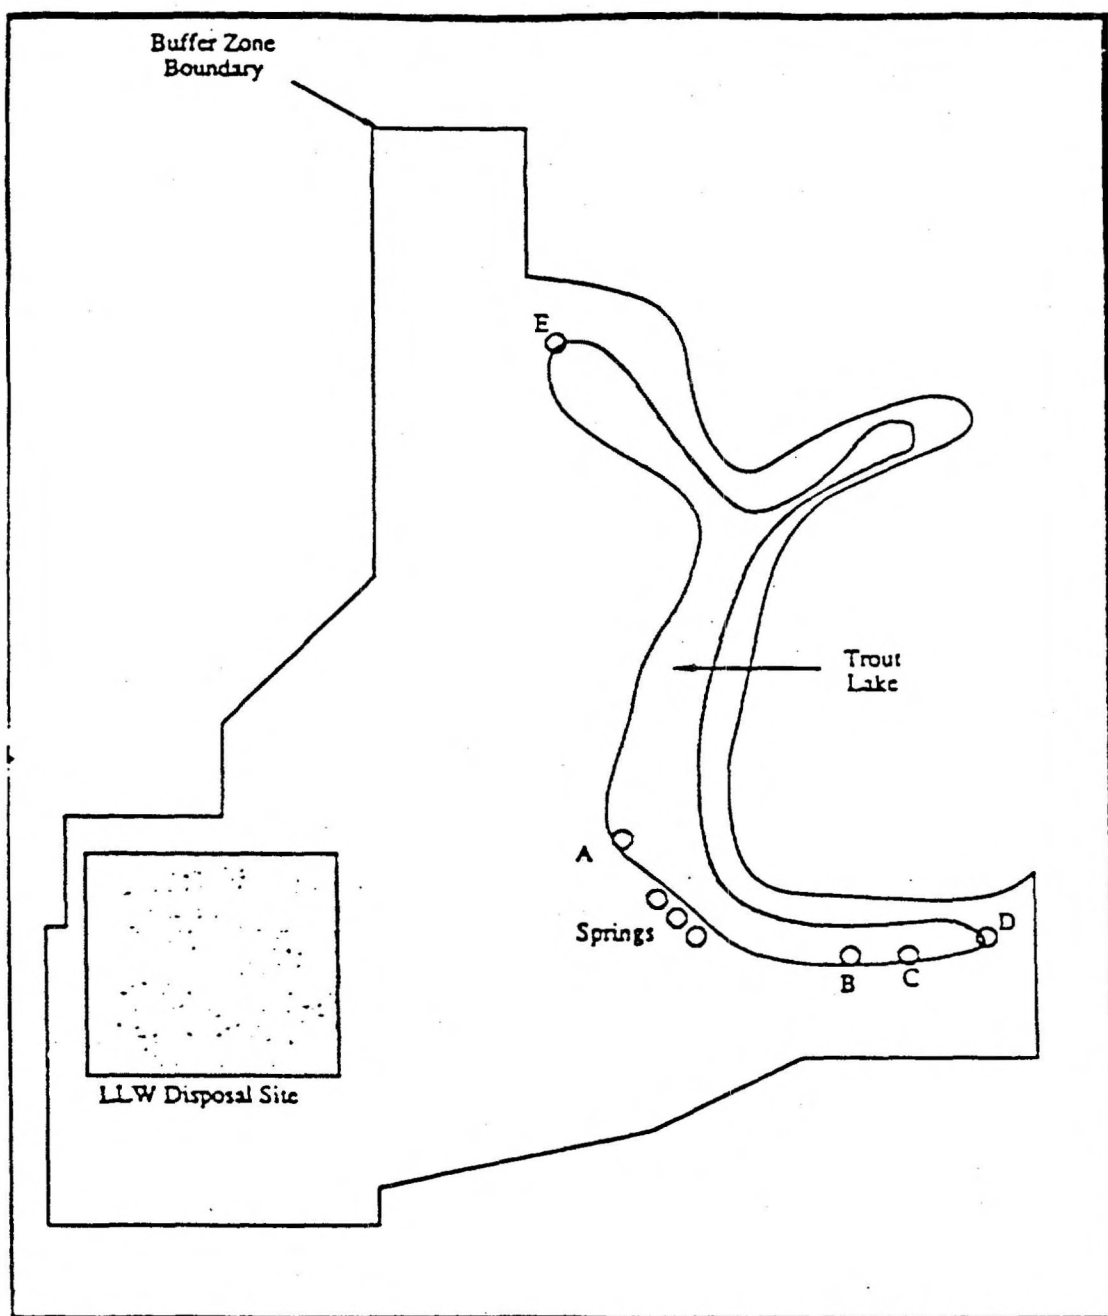 Buffer Zone
Boundary
E
Trout
Lake
A
Springs
D
B
C
LLW Disposal Site